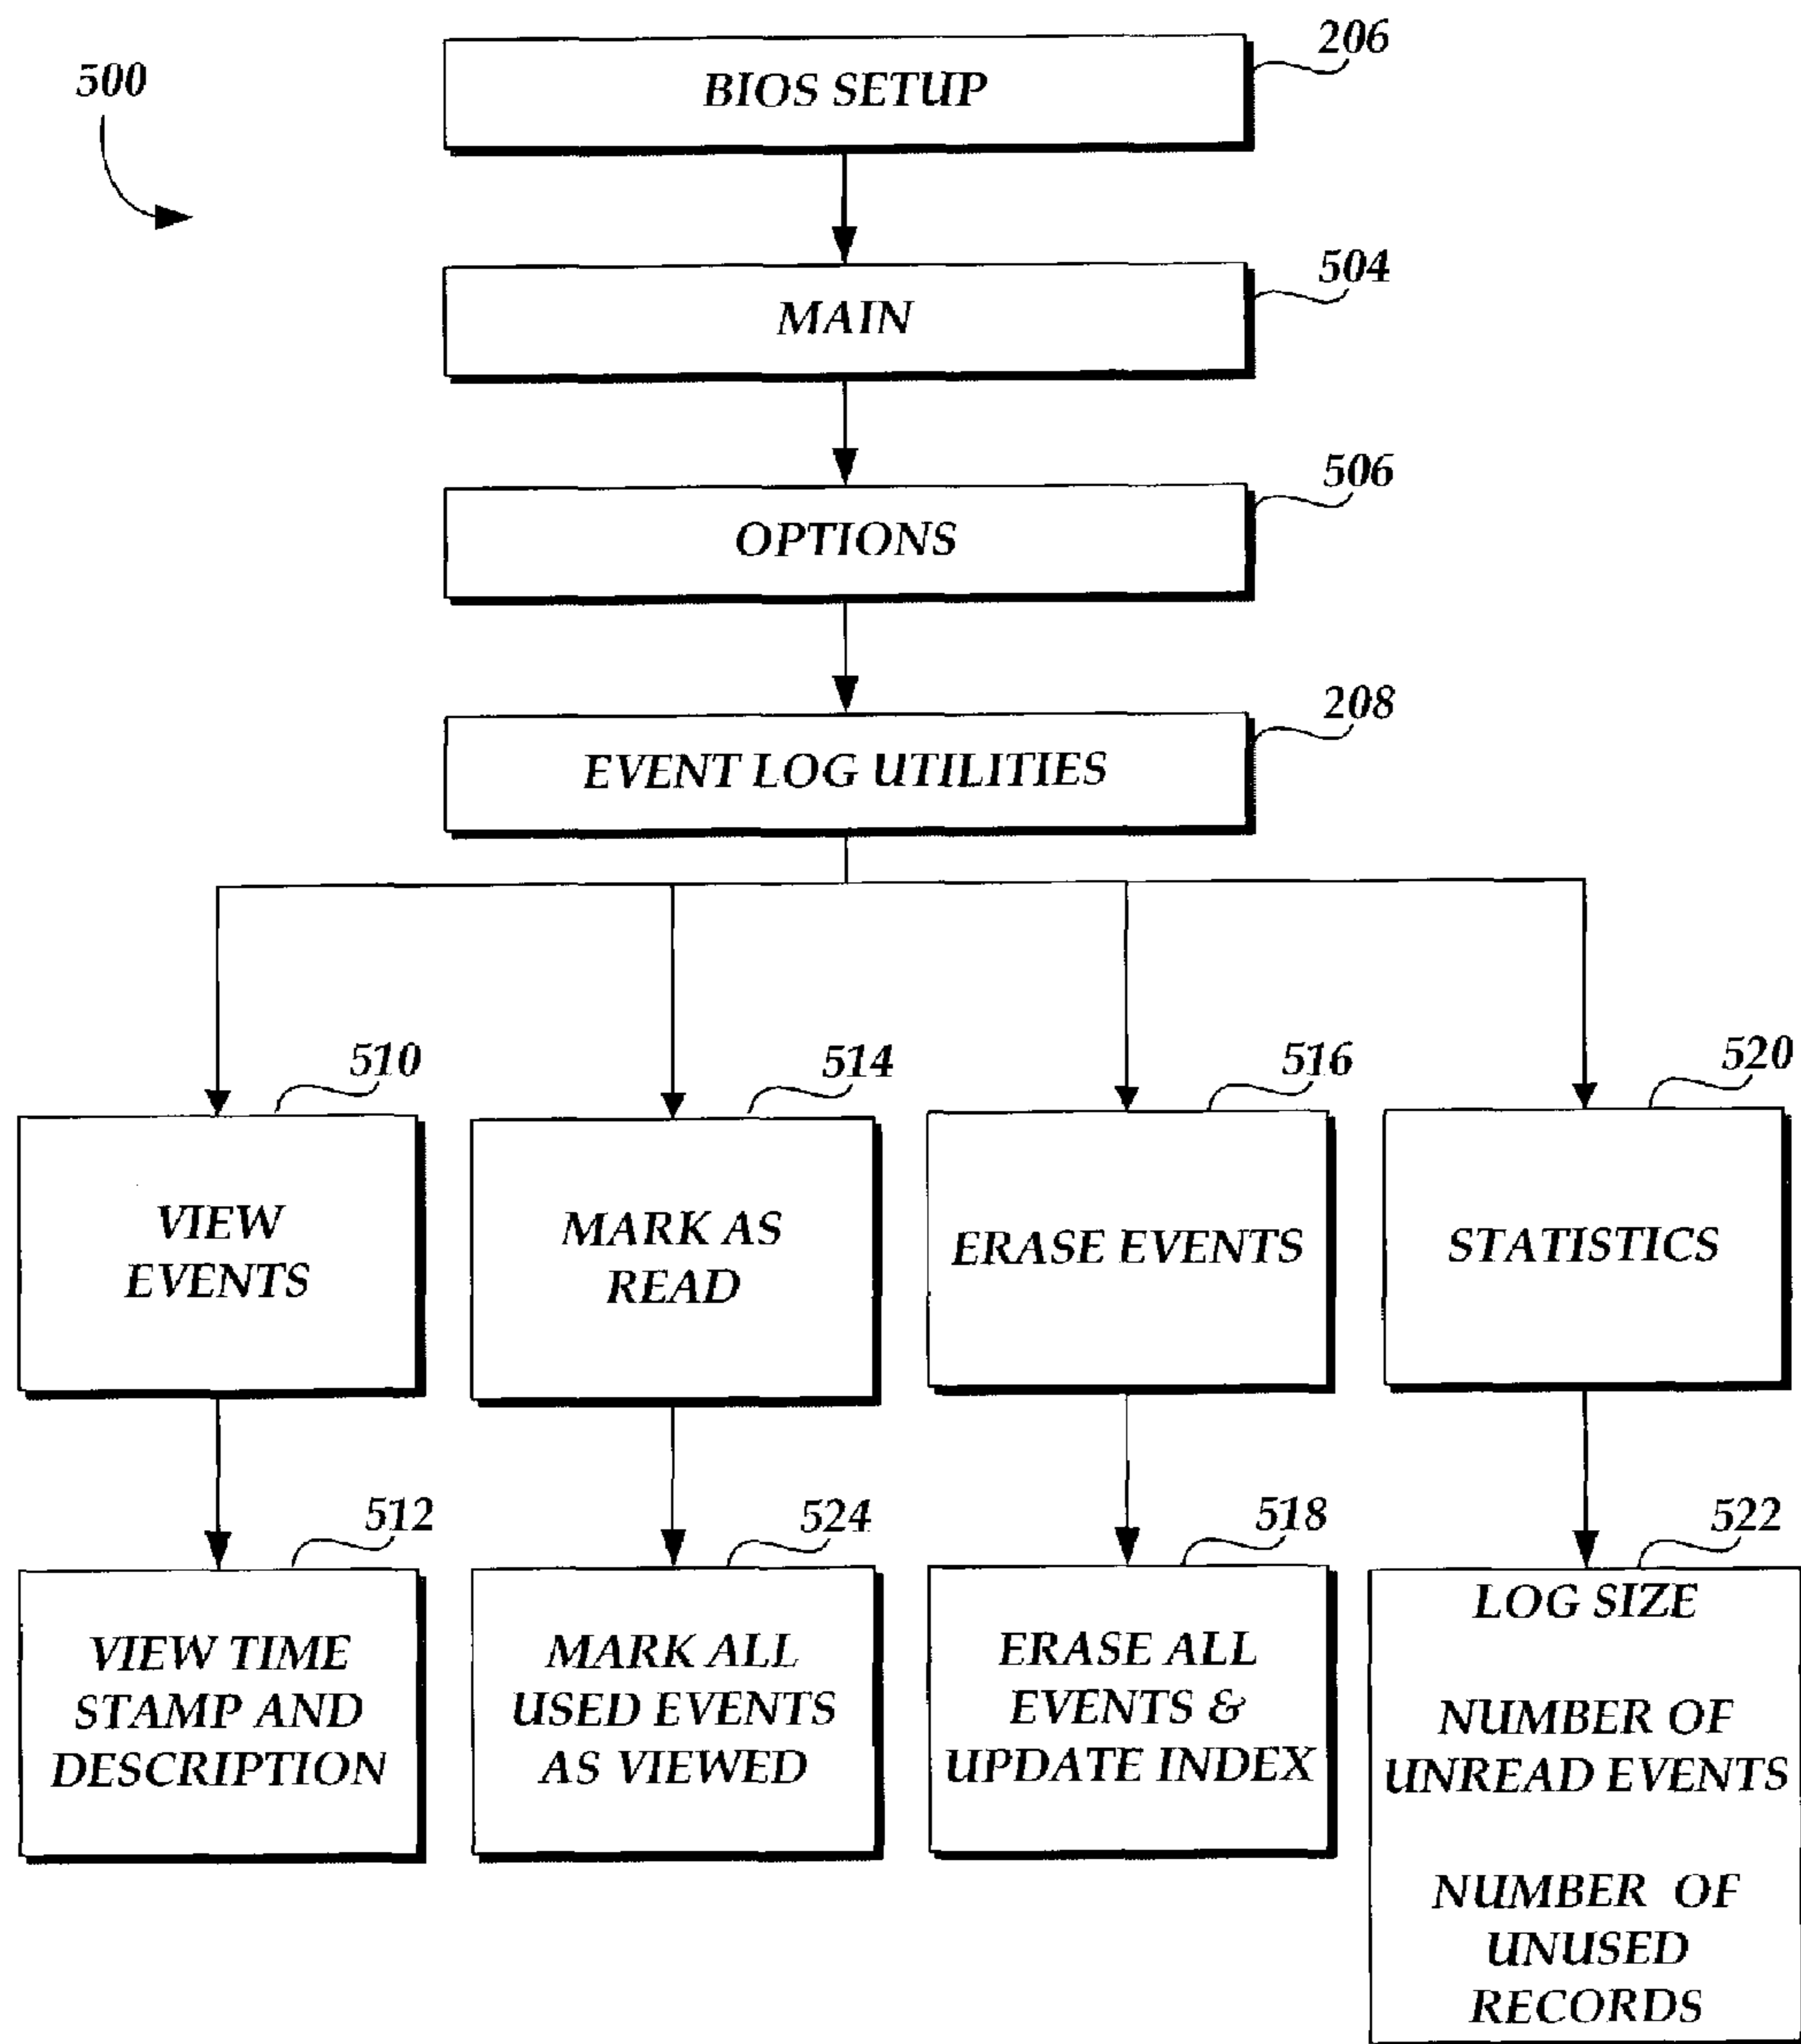 206
500
BIOS SETUP
504
MAIN
506
OPTIONS
208
EVENT LOG UTILITIES
510
514
516
520
VIEW
EVENTS
MARK AS
READ
ERASE EVENTS
STATISTICS
512
524
518
522
VIEW TIME
STAMP AND
DESCRIPTION
MARK ALL
USED EVENTS
AS VIEWED
ERASE ALL
EVENTS &
UPDATE INDEX
LOG SIZE
NUMBER OF
UNREAD EVENTS
NUMBER OF
UNUSED
RECORDS